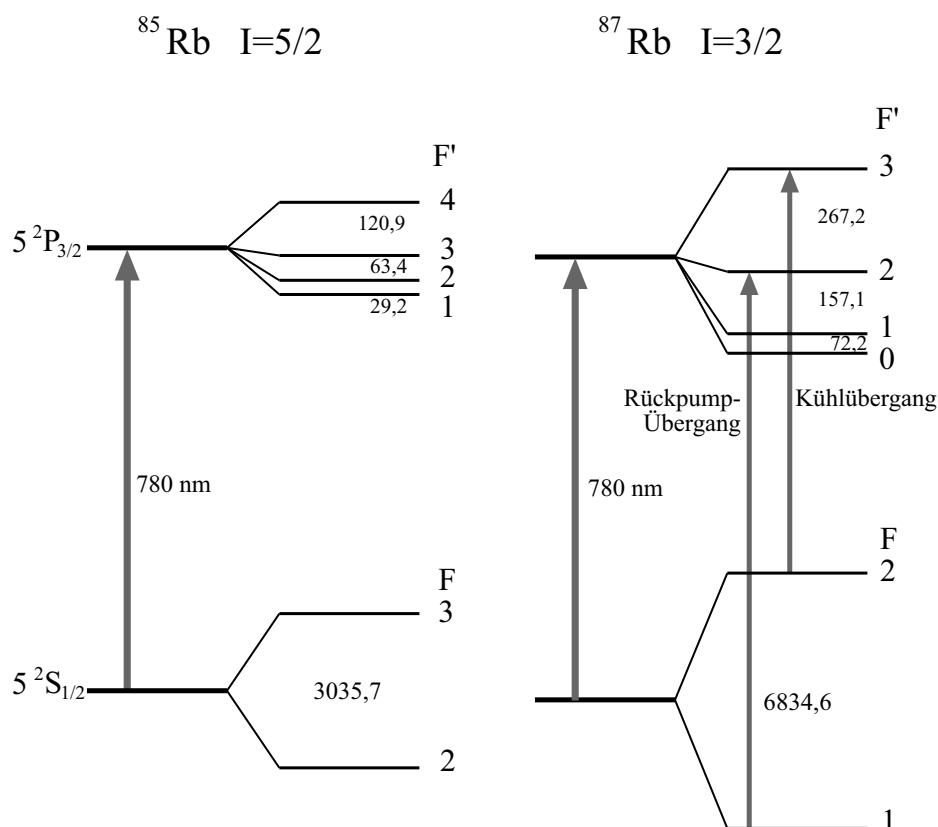 85Rb I=5/2
F'
4
120,9
5 2P3/2
3
63,4
2
29,2
1
780 nm
F
3
5 2S1/2
3035,7
2
87Rb I=3/2
F'
3
267,2
2
157,1
1
72,2
0
Rückpump-
Übergang
Kühlübergang
780 nm
F
2
6834,6
1